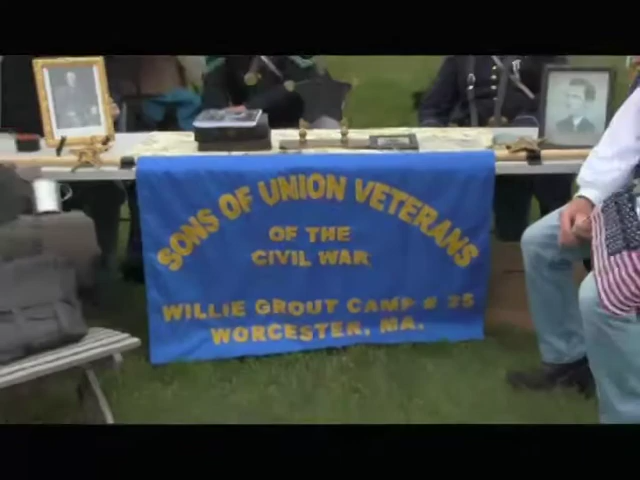 SONS OF UNION VETERANS
OF THE
CIVIL WAR
WILLIE GROUT CAMP # 25
WORCESTER, MA.